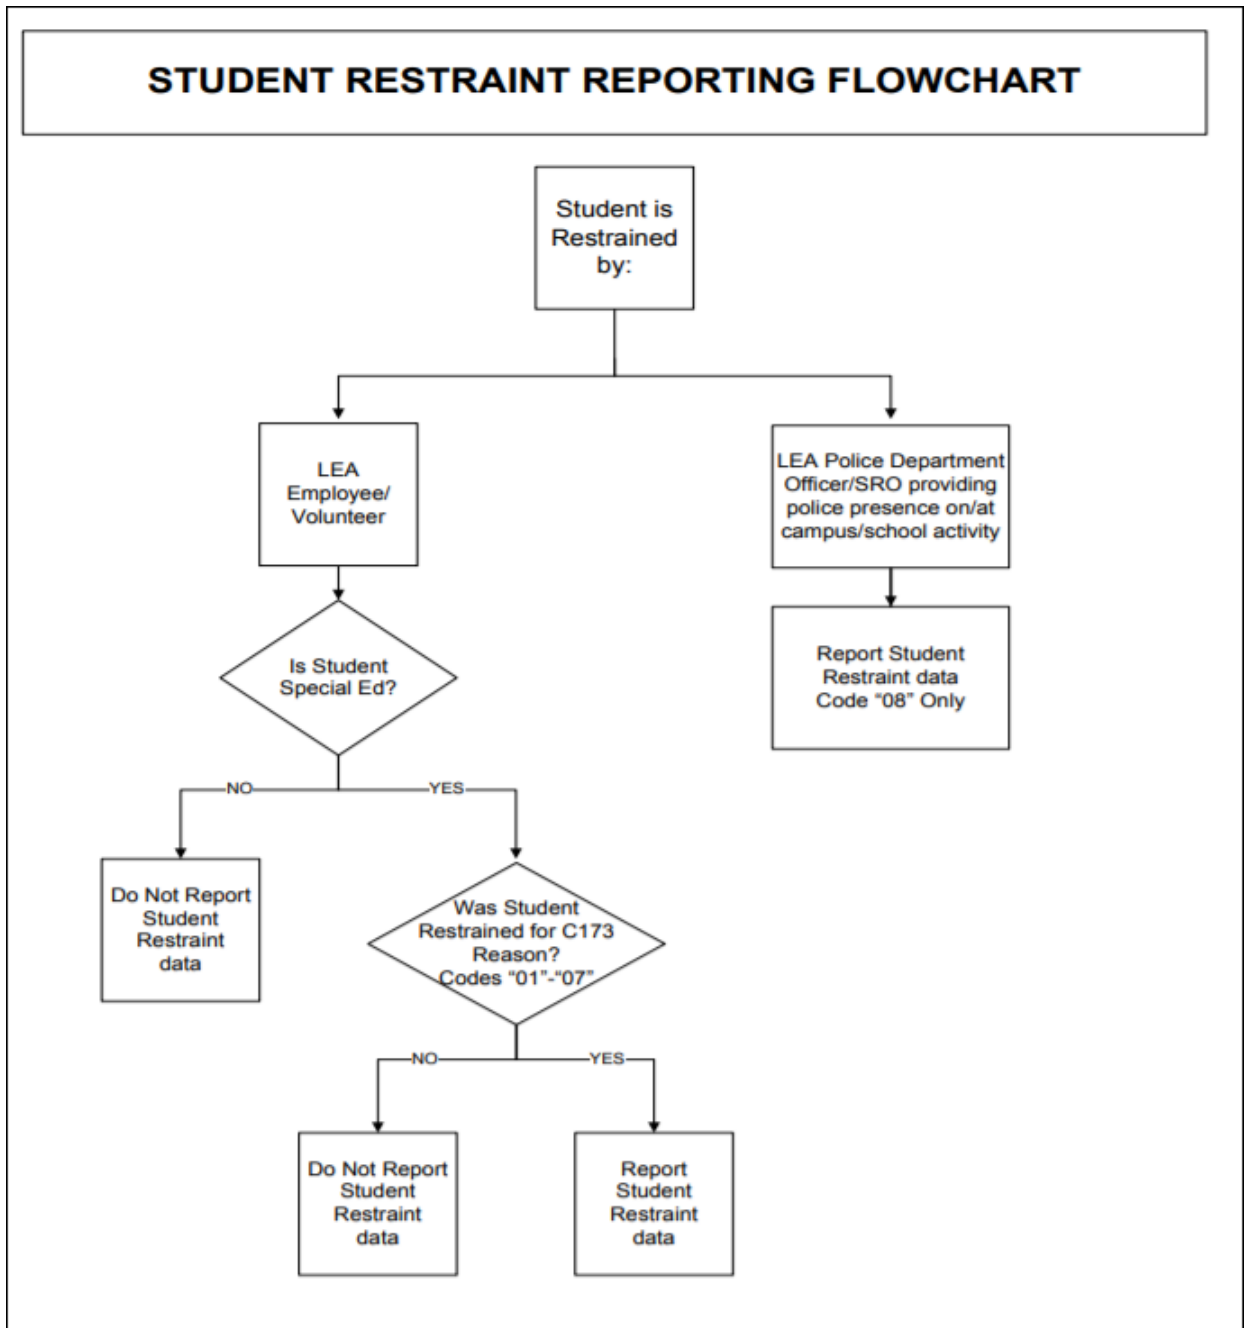 STUDENT RESTRAINT REPORTING FLOWCHART
Student is
Restrained
by:
LEA
Employee/
Volunteer
LEA Police Department
Officer/SRO providing
police presence on/at
campus/school activity
Is Student
Special Ed?
Report Student
Restraint data
Code “08” Only
NO
YES
Do Not Report
Student
Restraint
data
Was Student
Restrained for C173
Reason?
Codes “01”-“07”
NO
YES
Do Not Report
Student
Restraint
data
Report
Student
Restraint
data